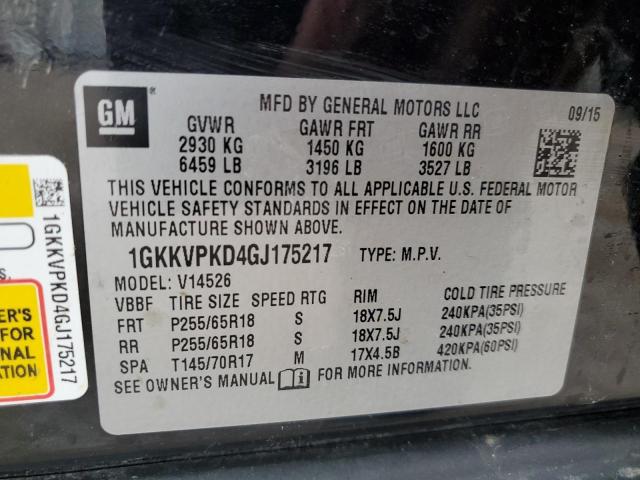 GM
®
MFD BY GENERAL MOTORS LLC 09/15
GVWR GAWR FRT GAWR RR
2930 KG 1450 KG 1600 KG
6459 LB 3196 LB 3527 LB
THIS VEHICLE CONFORMS TO ALL APPLICABLE U.S. FEDERAL MOTOR
VEHICLE SAFETY STANDARDS IN EFFECT ON THE DATE OF
MANUFACTURE SHOWN ABOVE.
1GKKVPKD4GJ175217 TYPE: M.P.V.
MODEL: V14526
VBBF TIRE SIZE SPEED RTG RIM COLD TIRE PRESSURE
FRT P255/65R18 S 18X7.5J 240KPA(35PSI)
RR P255/65R18 S 18X7.5J 240KPA(35PSI)
SPA T145/70R17 M 17X4.5B 420KPA(60PSI)
SEE OWNER'S MANUAL FOR MORE INFORMATION.
1GKKVPKD4GJ175217
ER'S
FOR
NAL
ON